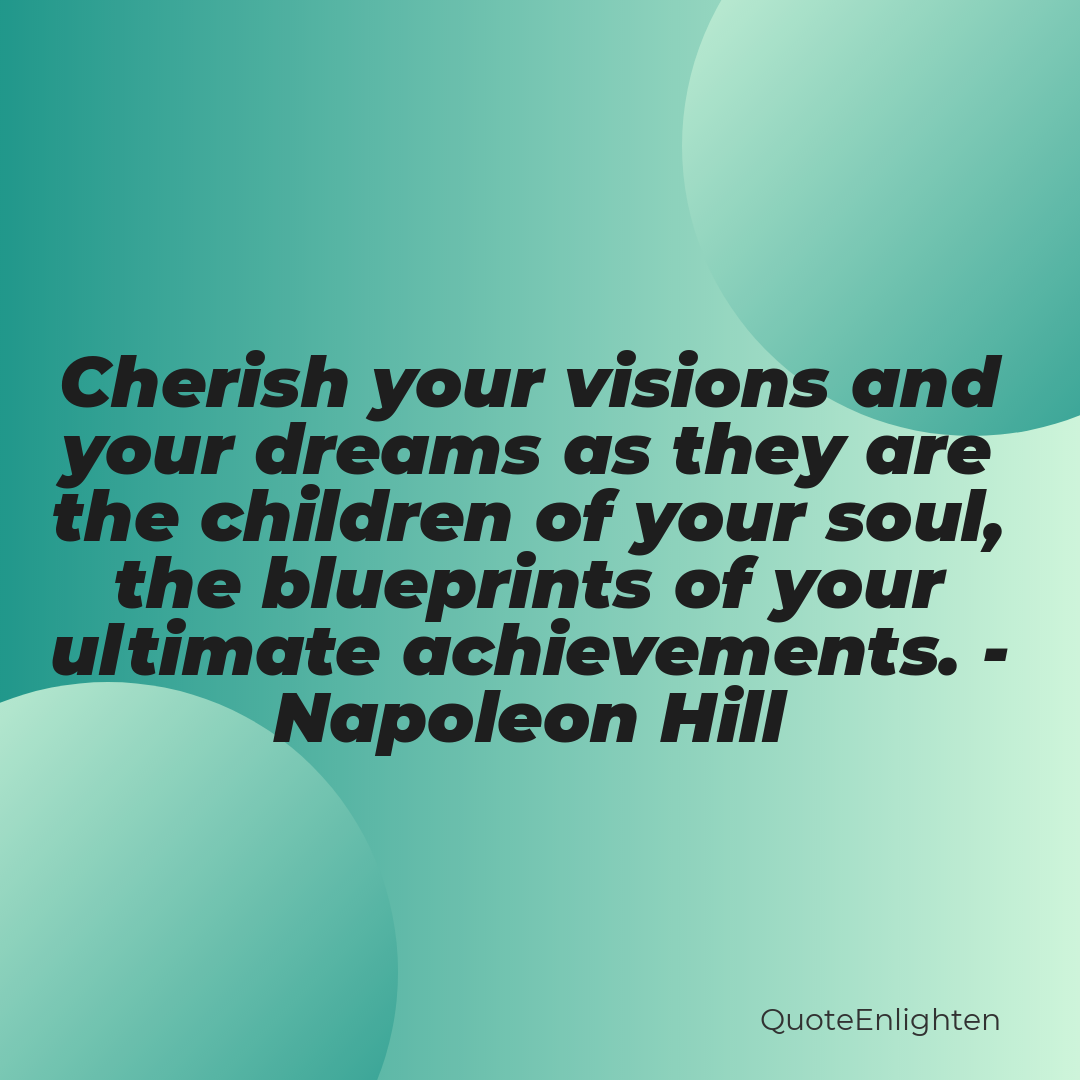 Cherish your visions and
your dreams as they are
the children of your soul,
the blueprints of your
ultimate achievements. -
Napoleon Hill
QuoteEnlighten